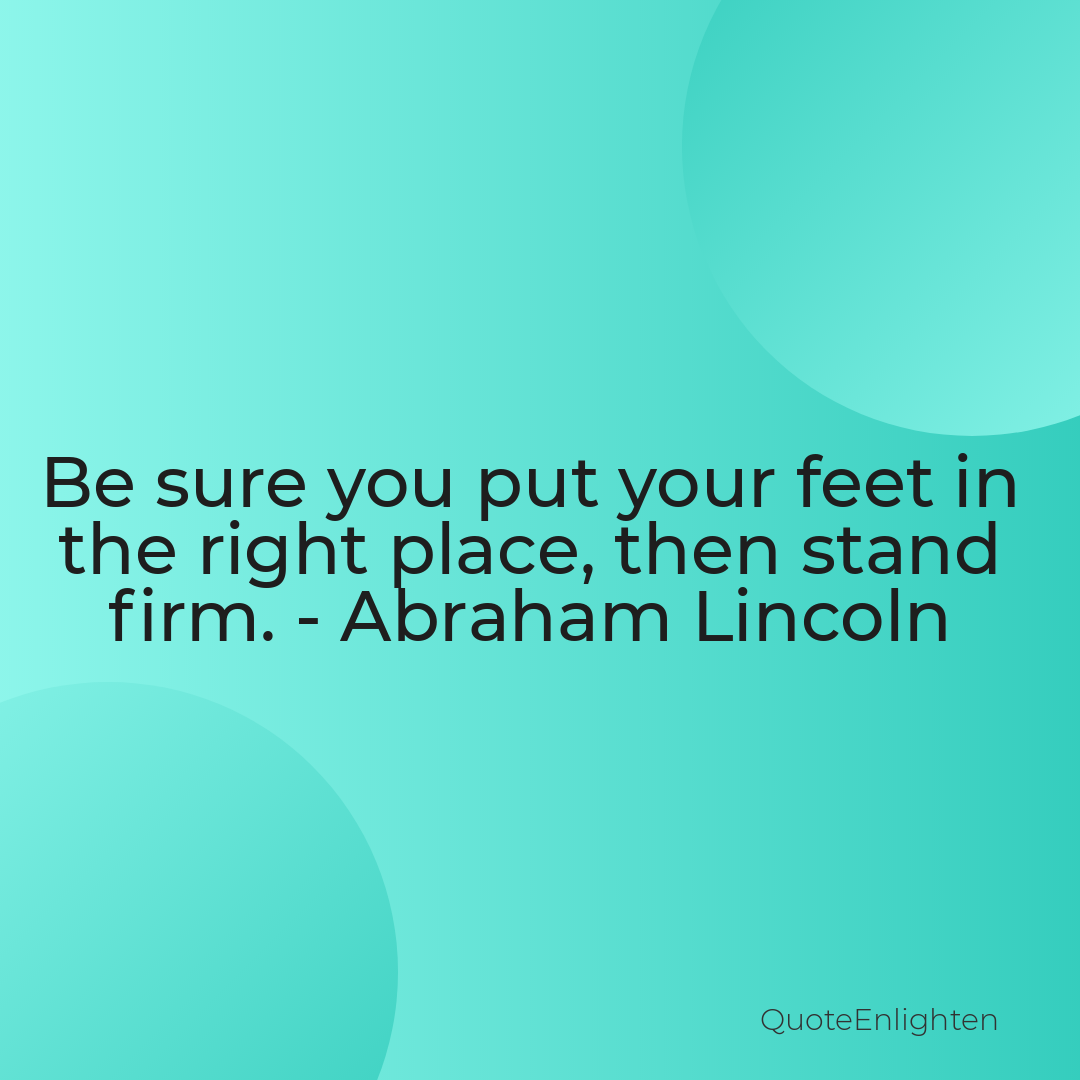 Be sure you put your feet in
the right place, then stand
firm. - Abraham Lincoln
QuoteEnlighten